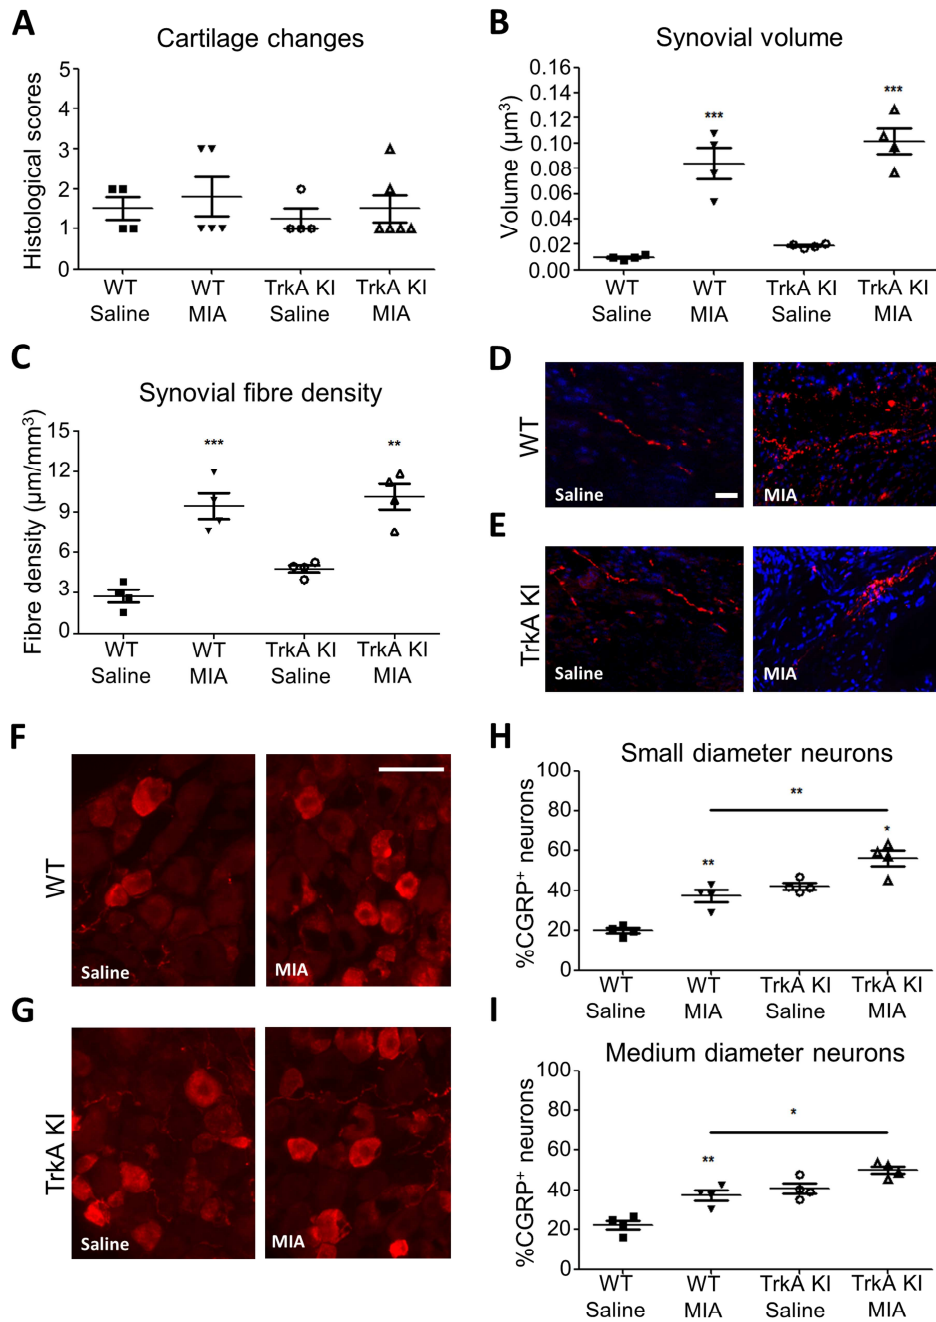 A
Cartilage changes
Histological scores
5
4
3
2
1
0
WT
Saline
WT
MIA
TrkA KI
Saline
TrkA KI
MIA
B
Synovial volume
Volume (µm³)
0.16
0.14
0.12
0.10
0.08
0.06
0.04
0.02
0.00
***
***
WT
Saline
WT
MIA
TrkA KI
Saline
TrkA KI
MIA
C
Synovial fibre density
Fibre density (µm/mm³)
15
12
9
6
3
0
***
**
WT
Saline
WT
MIA
TrkA KI
Saline
TrkA KI
MIA
D
WT
Saline
MIA
E
TrkA KI
Saline
MIA
F
WT
Saline
MIA
G
TrkA KI
Saline
MIA
H
Small diameter neurons
%CGRP⁺ neurons
100
80
60
40
20
0
**
**
*
WT
Saline
WT
MIA
TrkA KI
Saline
TrkA KI
MIA
I
Medium diameter neurons
%CGRP⁺ neurons
100
80
60
40
20
0
*
**
WT
Saline
WT
MIA
TrkA KI
Saline
TrkA KI
MIA